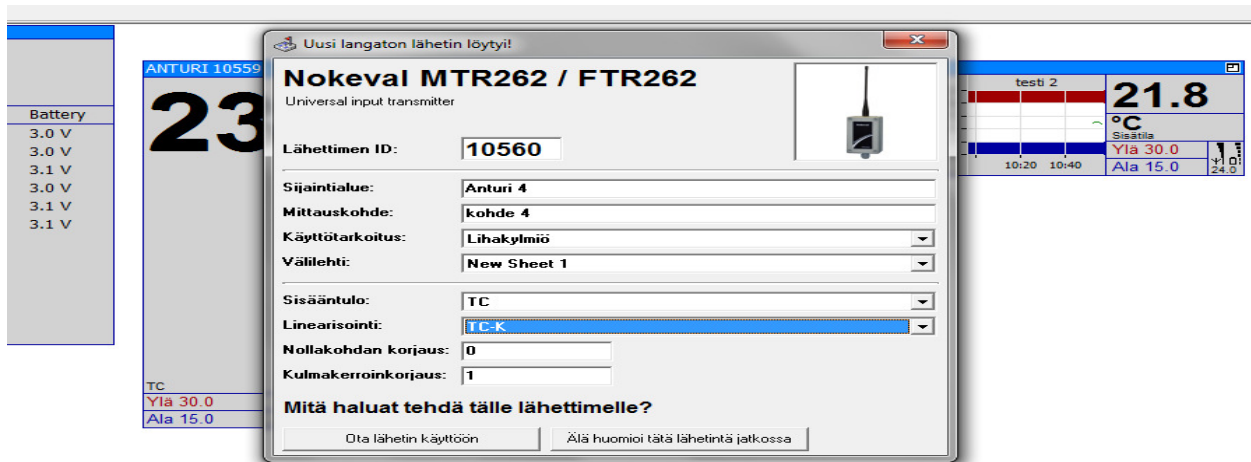 Battery
3.0 V
3.0 V
3.1 V
3.0 V
3.1 V
3.1 V
ANTURI 10559
23
TC
Ylä 30.0
Ala 15.0
Uusi langaton lähetin löytyi!
Nokeval MTR262 / FTR262
Universal input transmitter
Lähettimen ID: 10560
Sijaintialue: Anturi 4
Mittauskohde: kohde 4
Käyttötarkoitus: Lihakylmiö
Välilehti: New Sheet 1
Sisääntulo: TC
Linearisointi: TC-K
Nollakohdan korjaus: 0
Kulmakerroinkorjaus: 1
Mitä haluat tehdä tälle lähettimelle?
Ota lähetin käyttöön
Älä huomioi tätä lähetintä jatkossa
testi 2
10:20 10:40
21.8
°C
Sisätila
Ylä 30.0
Ala 15.0
24.0